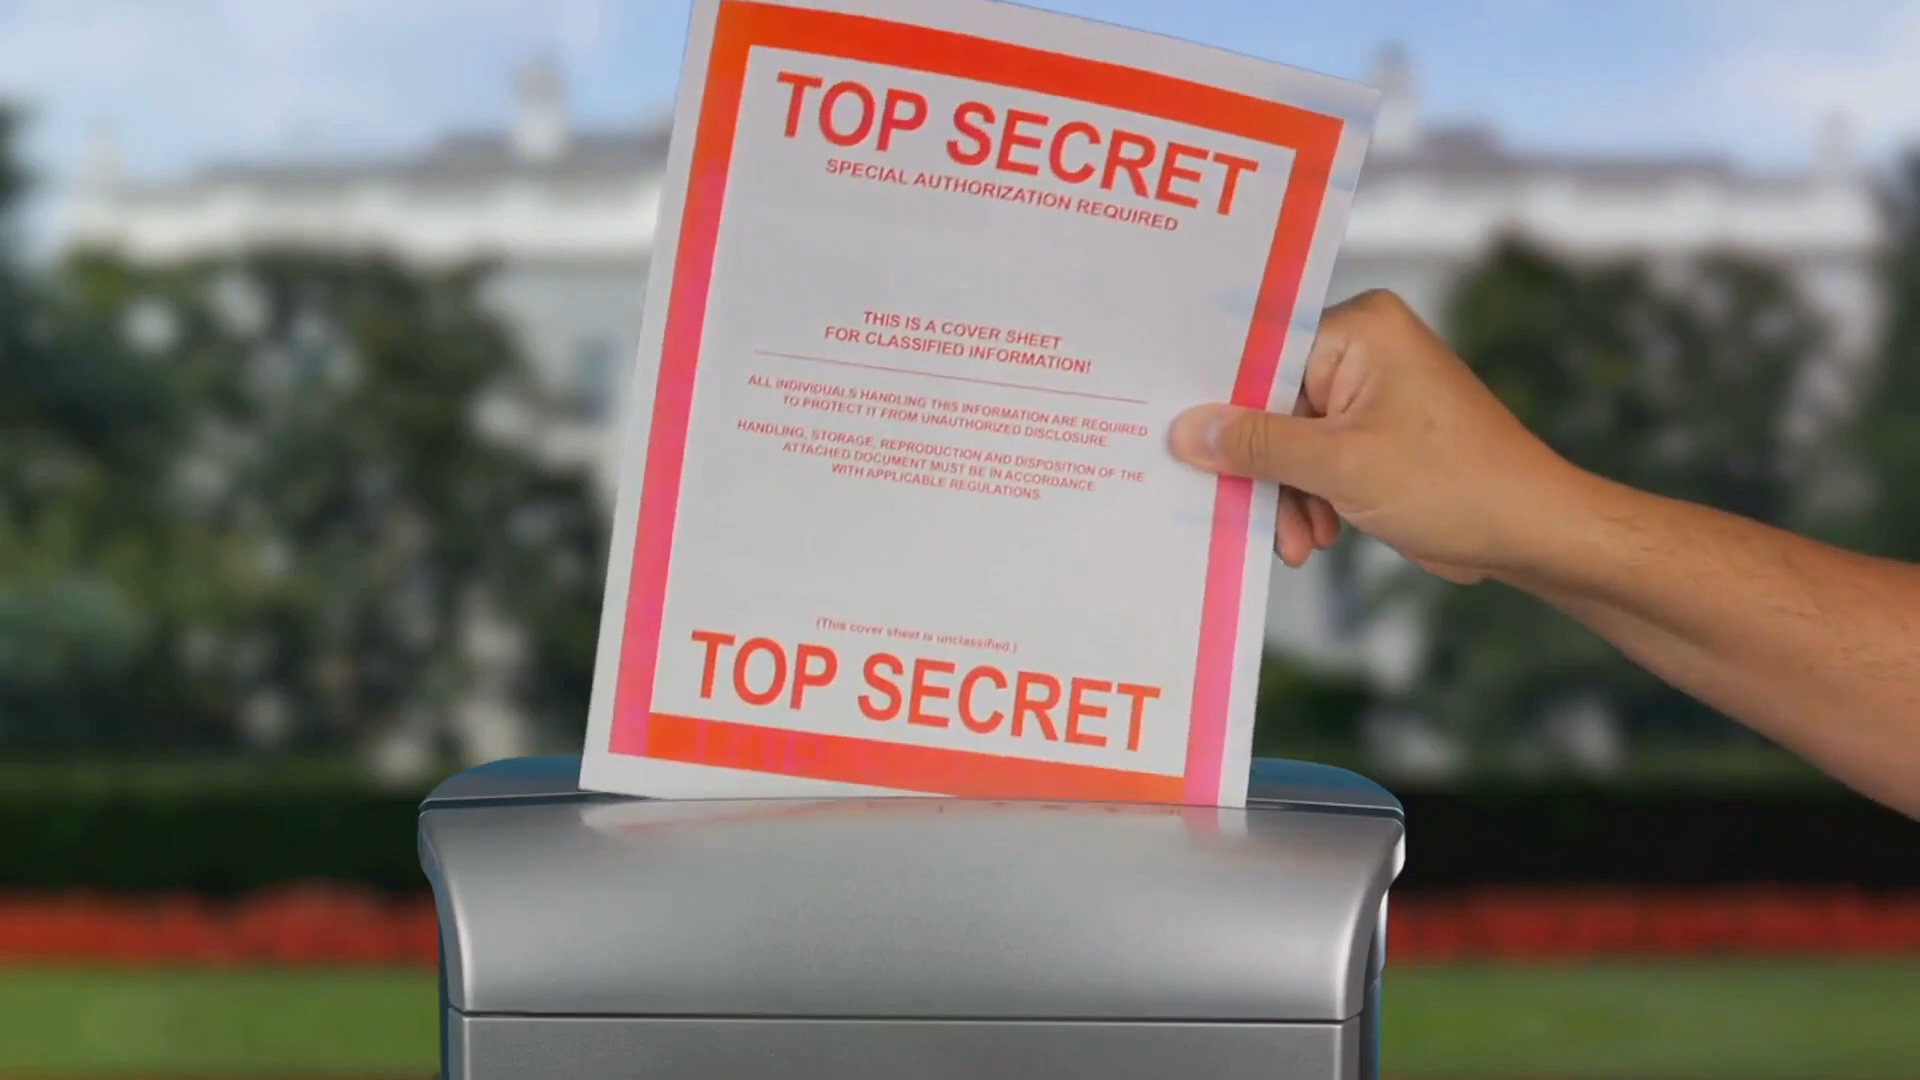 TOP SECRET
SPECIAL AUTHORIZATION REQUIRED
THIS IS A COVER SHEET
FOR CLASSIFIED INFORMATION!
ALL INDIVIDUALS HANDLING THIS INFORMATION ARE REQUIRED
TO PROTECT IT FROM UNAUTHORIZED DISCLOSURE.
HANDLING, STORAGE, REPRODUCTION AND DISPOSITION OF THE
ATTACHED DOCUMENT MUST BE IN ACCORDANCE
WITH APPLICABLE REGULATIONS.
(This cover sheet is unclassified.)
TOP SECRET